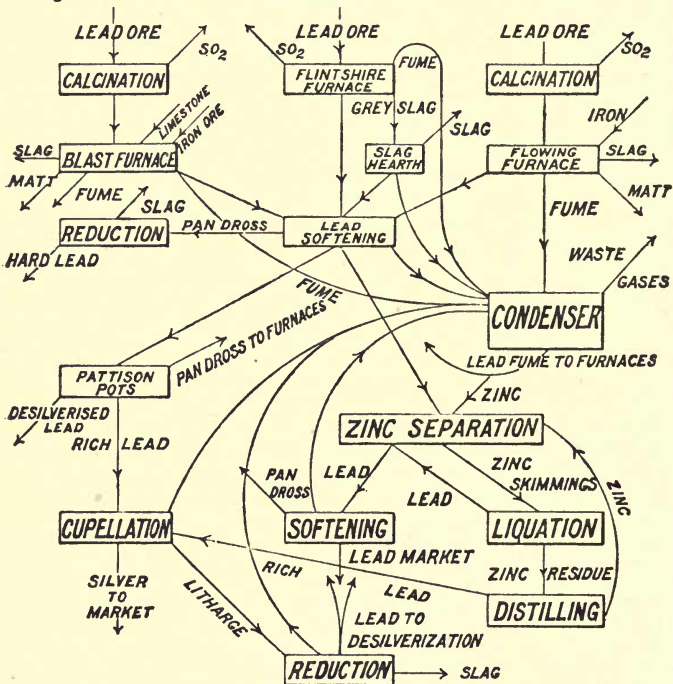 LEAD ORE
SO2
LEAD ORE
SO2
LEAD ORE
SO2
CALCINATION
FLINTSHIRE
FURNACE
FUME
CALCINATION
LIMESTONE
IRON ORE
GREY SLAG
SLAG
IRON
SLAG
BLAST FURNACE
SLAG
HEARTH
FLOWING
FURNACE
SLAG
MATT
FUME
MATT
SLAG
FUME
REDUCTION
PAN DROSS
LEAD
SOFTENING
HARD LEAD
WASTE
GASES
FUME
CONDENSER
PAN DROSS TO FURNACES
LEAD FUME TO FURNACES
PATTISON
POTS
ZINC
DESILVERISED
LEAD
RICH LEAD
ZINC SEPARATION
PAN
DROSS
LEAD
LEAD
ZINC
SKIMMINGS
ZINC
CUPELLATION
SOFTENING
LIQUATION
LEAD MARKET
RICH
LEAD
ZINC RESIDUE
SILVER
TO
MARKET
LITHARGE
DISTILLING
LEAD TO
DESILVERIZATION
REDUCTION
SLAG